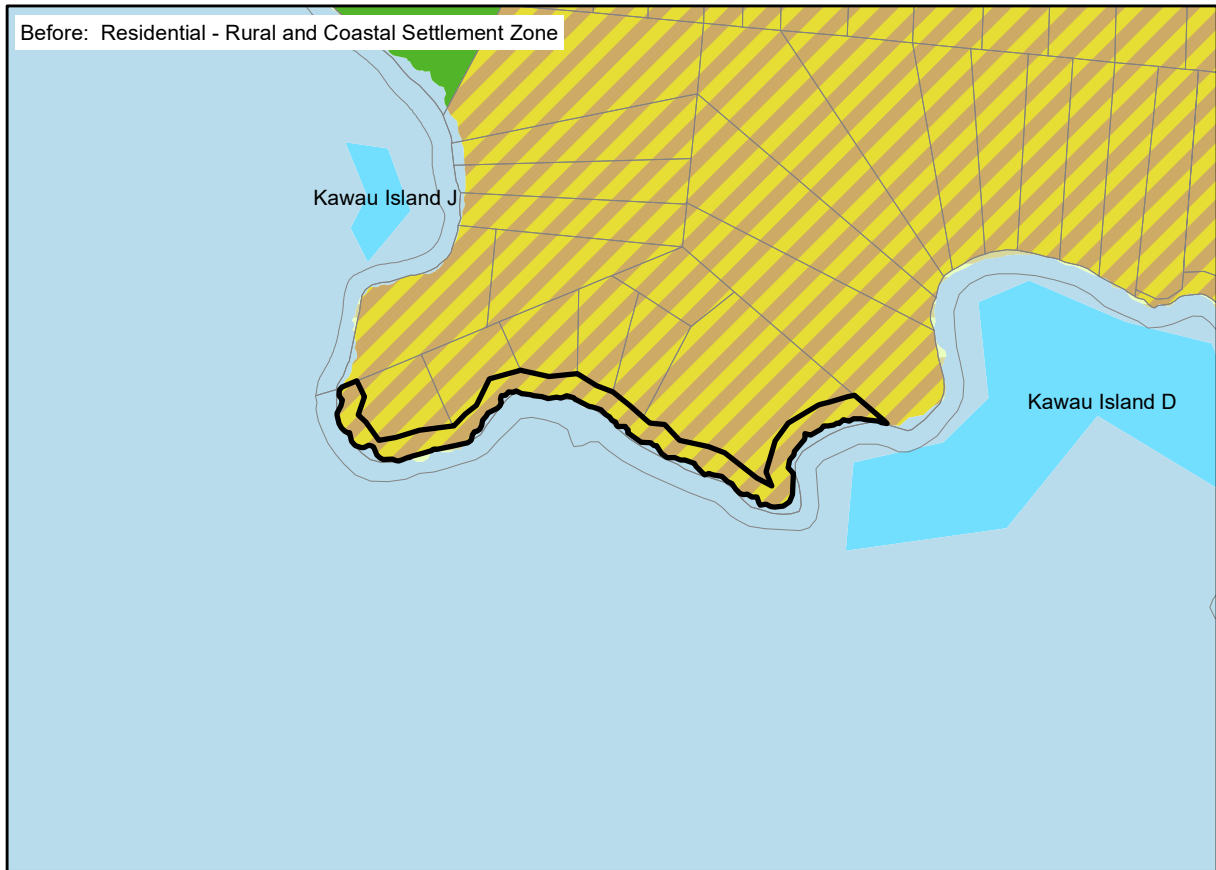 Before: Residential - Rural and Coastal Settlement Zone
Kawau Island J
Kawau Island D